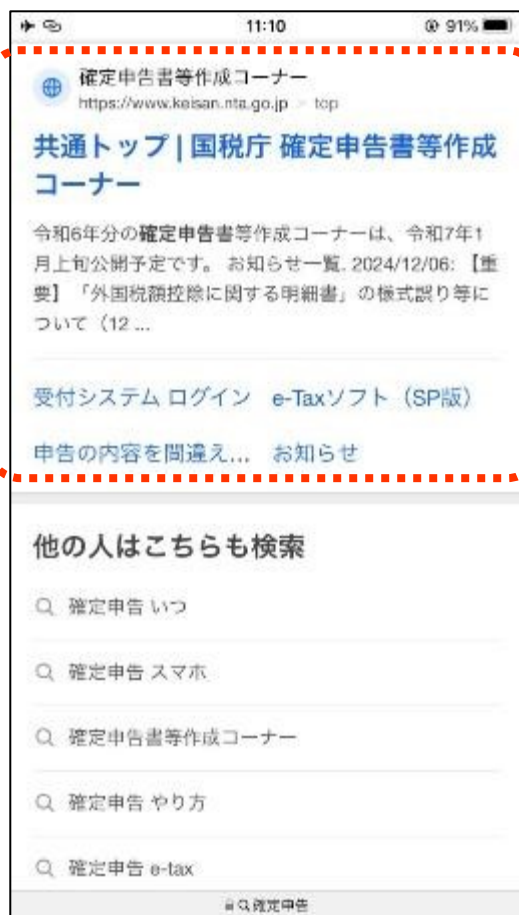 11:10
91%
確定申告書等作成コーナー
https://www.keisan.nta.go.jp › top
共通トップ | 国税庁 確定申告書等作成
コーナー
令和6年分の確定申告書等作成コーナーは、令和7年1
月上旬公開予定です。 お知らせ一覧. 2024/12/06: 【重
要】「外国税額控除に関する明細書」の様式誤り等に
ついて（12 ...
受付システム ログイン e-Taxソフト（SP版）
申告の内容を間違え... お知らせ
他の人はこちらも検索
確定申告 いつ
確定申告 スマホ
確定申告書等作成コーナー
確定申告 やり方
確定申告 e-tax
確定申告